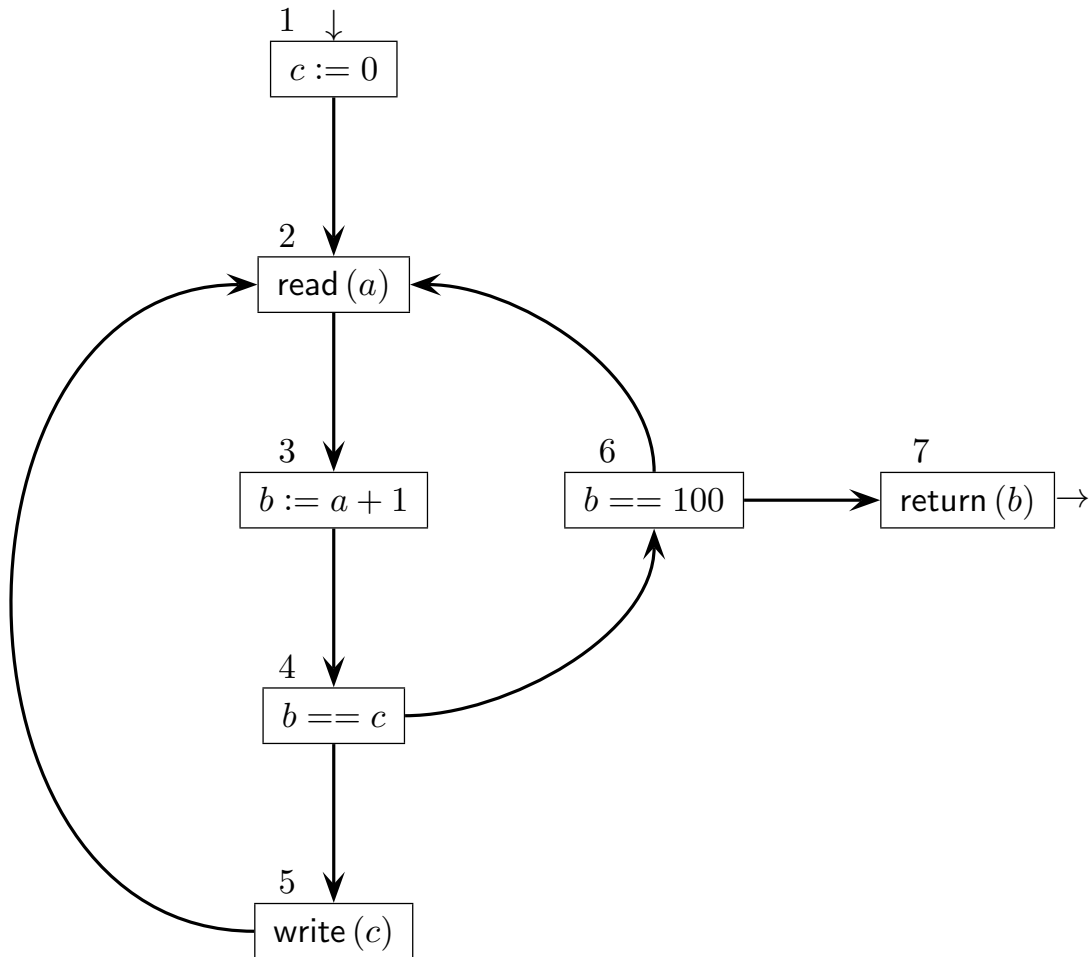 1 ↓
c := 0
2
read (a)
3
b := a + 1
6
b == 100
7
return (b) →
4
b == c
5
write (c)